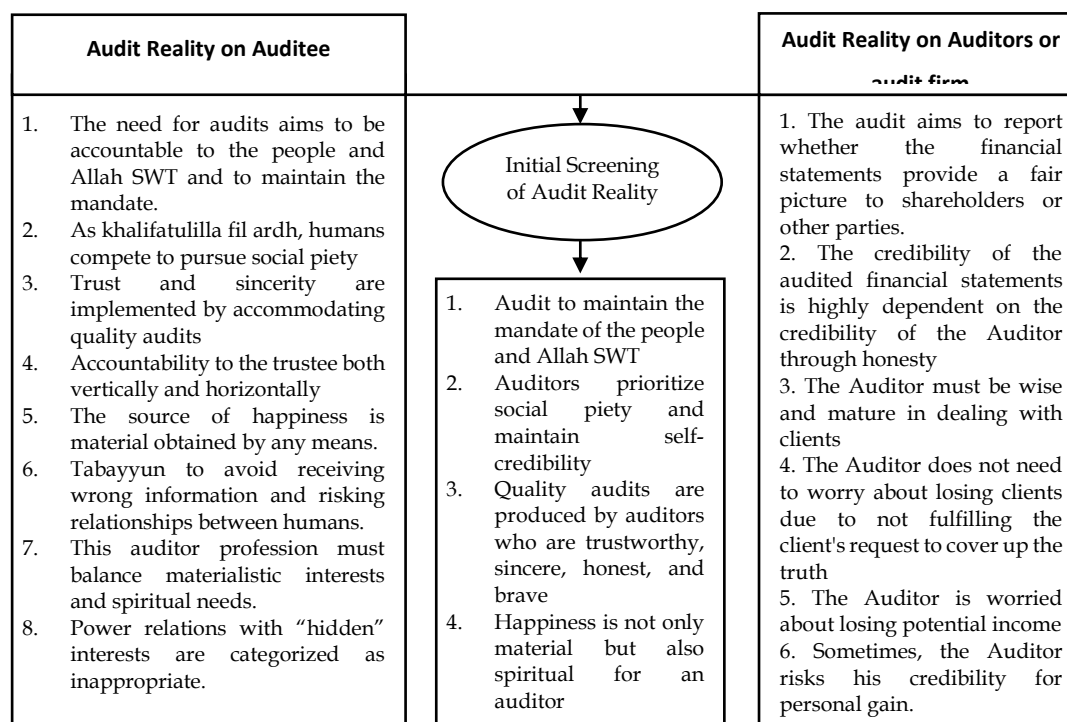 Audit Reality on Auditee
1. The need for audits aims to be
accountable to the people and
Allah SWT and to maintain the
mandate.
2. As khalifatulilla fil ardh, humans
compete to pursue social piety
3. Trust and sincerity are
implemented by accommodating
quality audits
4. Accountability to the trustee both
vertically and horizontally
5. The source of happiness is
material obtained by any means.
6. Tabayyun to avoid receiving
wrong information and risking
relationships between humans.
7. This auditor profession must
balance materialistic interests
and spiritual needs.
8. Power relations with “hidden”
interests are categorized as
inappropriate.
Initial Screening
of Audit Reality
1. Audit to maintain the
mandate of the people
and Allah SWT
2. Auditors prioritize
social piety and
maintain self-
credibility
3. Quality audits are
produced by auditors
who are trustworthy,
sincere, honest, and
brave
4. Happiness is not only
material but also
spiritual for an
auditor
Audit Reality on Auditors or
audit firm
1. The audit aims to report
whether the financial
statements provide a fair
picture to shareholders or
other parties.
2. The credibility of the
audited financial statements
is highly dependent on the
credibility of the Auditor
through honesty
3. The Auditor must be wise
and mature in dealing with
clients
4. The Auditor does not need
to worry about losing clients
due to not fulfilling the
client's request to cover up the
truth
5. The Auditor is worried
about losing potential income
6. Sometimes, the Auditor
risks his credibility for
personal gain.